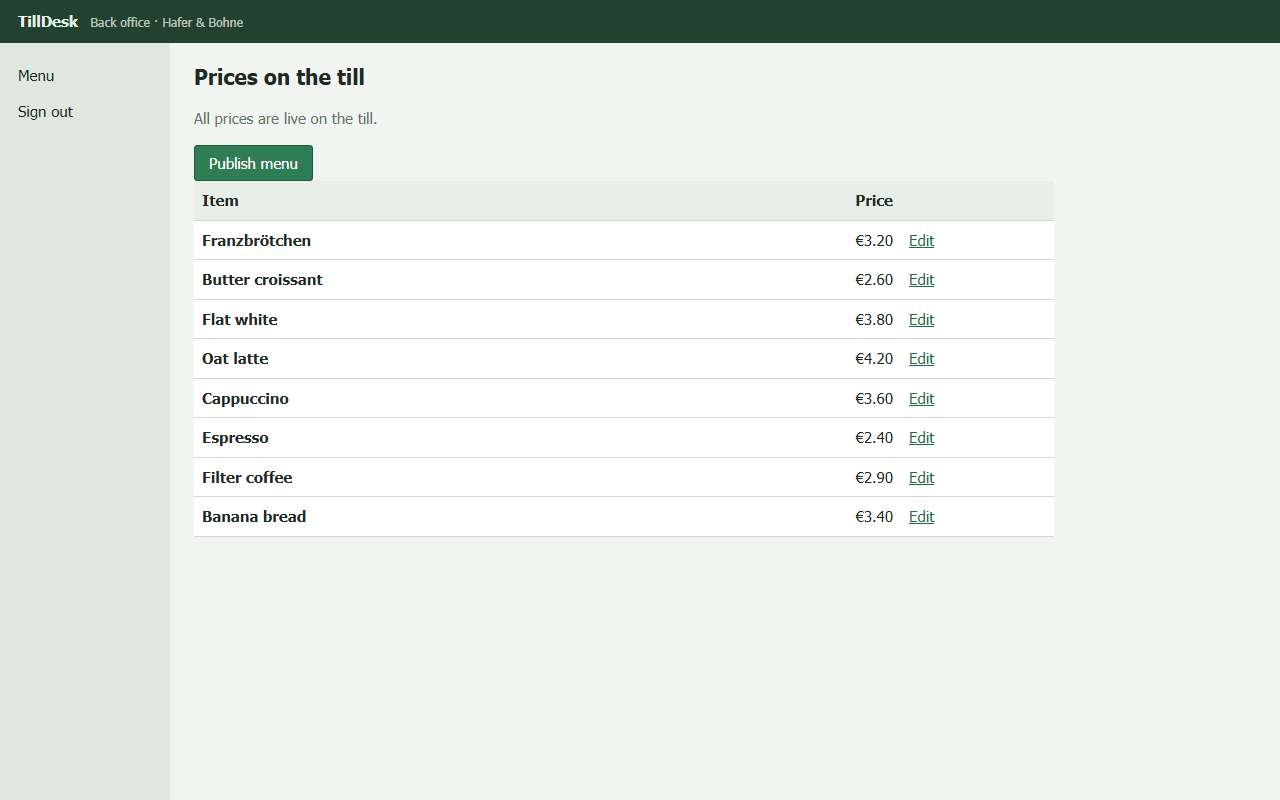 TillDesk Back office · Hafer & Bohne
Menu
Sign out
Prices on the till
All prices are live on the till.
Publish menu
Item Price
Franzbrötchen €3.20 Edit
Butter croissant €2.60 Edit
Flat white €3.80 Edit
Oat latte €4.20 Edit
Cappuccino €3.60 Edit
Espresso €2.40 Edit
Filter coffee €2.90 Edit
Banana bread €3.40 Edit